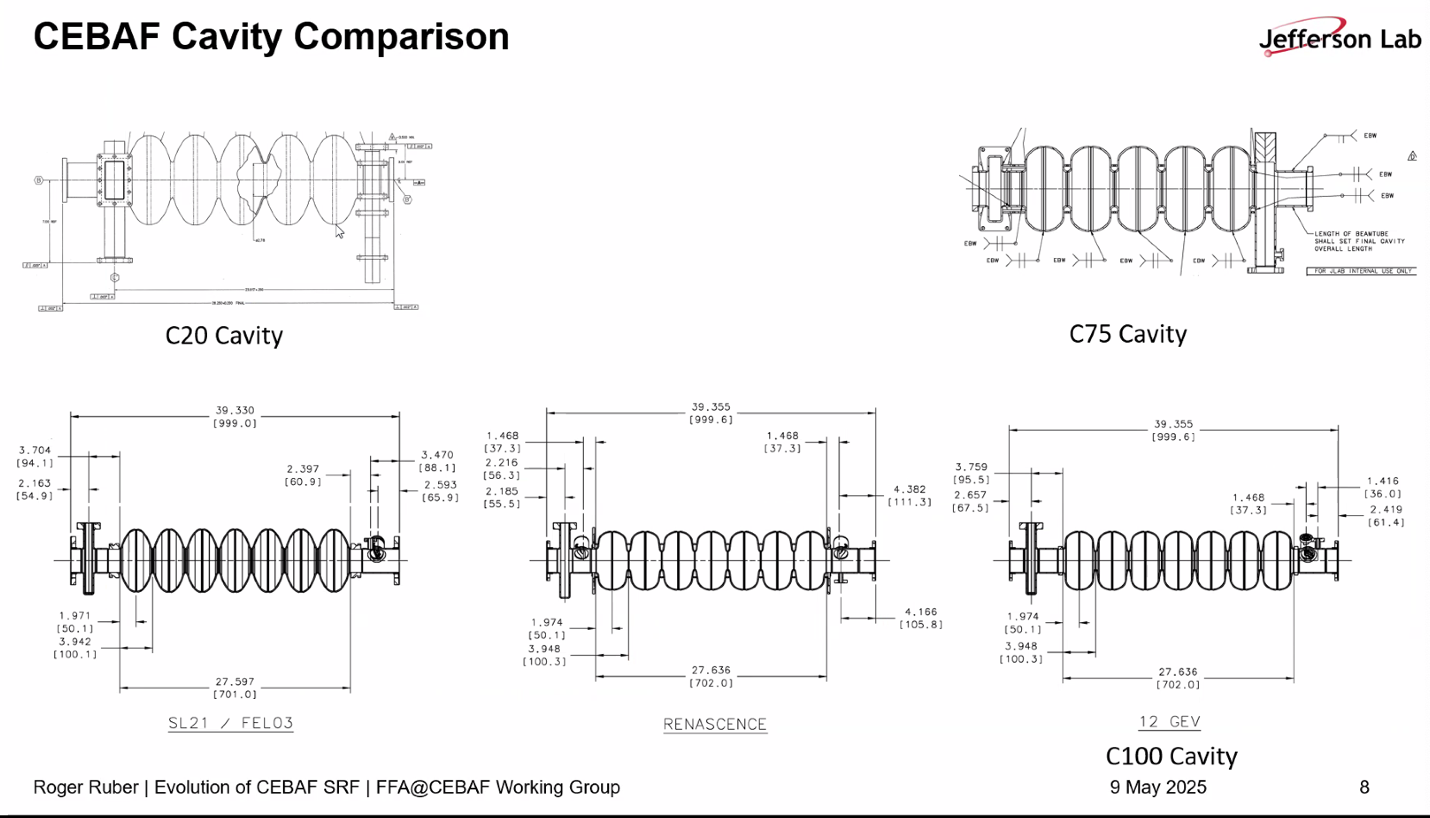 CEBAF Cavity Comparison
Jefferson Lab
C20 Cavity
EBW
EBW
EBW
EBW
EBW
EBW
EBW
EBW
LENGTH OF BEAMTUBE
SHALL SET FINAL CAVITY
OVERALL LENGTH
FOR JLAB INTERNAL USE ONLY
C75 Cavity
39.330
[999.0]
3.704
[94.1]
2.163
[54.9]
2.397
[60.9]
3.470
[88.1]
2.593
[65.9]
1.971
[50.1]
3.942
[100.1]
27.597
[701.0]
SL21 / FEL03
39.355
[999.6]
1.468
[37.3]
2.216
[56.3]
2.185
[55.5]
1.468
[37.3]
4.382
[111.3]
1.974
[50.1]
3.948
[100.3]
4.166
[105.8]
27.636
[702.0]
RENASCENCE
39.355
[999.6]
3.759
[95.5]
2.657
[67.5]
1.468
[37.3]
1.416
[36.0]
2.419
[61.4]
1.974
[50.1]
3.948
[100.3]
27.636
[702.0]
12 GEV
C100 Cavity
Roger Ruber | Evolution of CEBAF SRF | FFA@CEBAF Working Group
9 May 2025
8